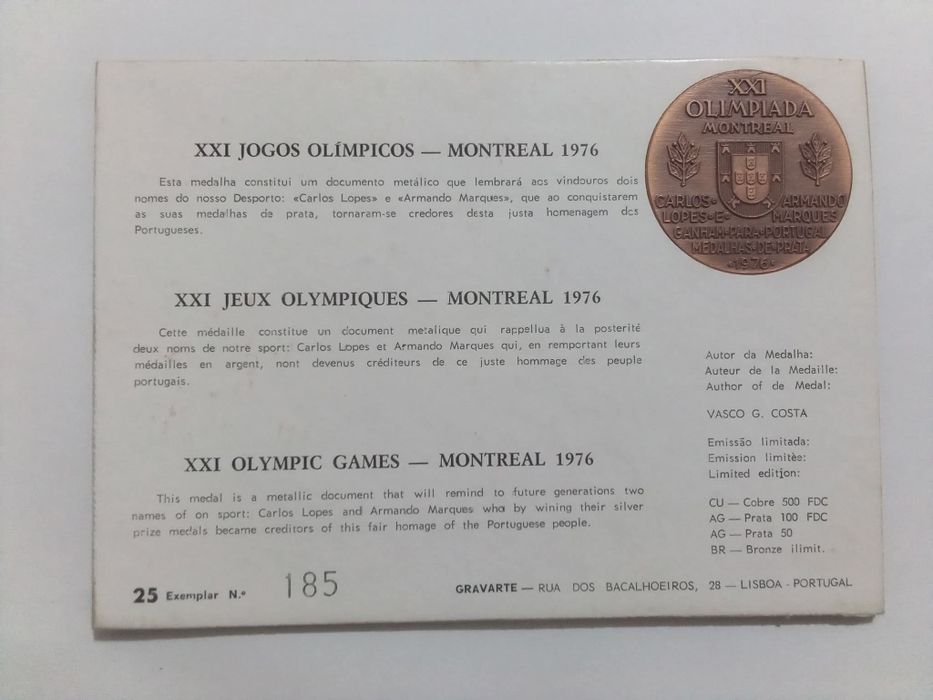 XXI JOGOS OLÍMPICOS — MONTREAL 1976
Esta medalha constitui um documento metálico que lembrará aos vindouros dois
nomes do nosso Desporto: «Carlos Lopes» e «Armando Marques», que ao conquistarem
as suas medalhas de prata, tornaram-se credores desta justa homenagem dos
Portugueses.
XXI JEUX OLYMPIQUES — MONTREAL 1976
Cette médaille constitue un document metalique qui rappellua à la posterité
deux noms de notre sport: Carlos Lopes et Armando Marques qui, en remportant leurs
médailles en argent, nont devenus créditeurs de ce juste hommage des peuple
portugais.
XXI OLYMPIC GAMES — MONTREAL 1976
This medal is a metallic document that will remind to future generations two
names of on sport: Carlos Lopes and Armando Marques who by wining their silver
prize medals became creditors of this fair homage of the Portuguese people.
25 Exemplar N.º 185
XXI
OLIMPIADA
MONTREAL
CARLOS• ARMANDO
LOPES•E• MARQUES
GANHAM•PARA•PORTUGAL
MEDALHAS•DE•PRATA
•1976•
Autor da Medalha:
Auteur de la Medaille:
Author of de Medal:
VASCO G. COSTA
Emissão limitada:
Emission limitèe:
Limited edition:
CU — Cobre 500 FDC
AG — Prata 100 FDC
AG — Prata 50
BR — Bronze ilimit.
GRAVARTE — RUA DOS BACALHOEIROS, 28 — LISBOA - PORTUGAL